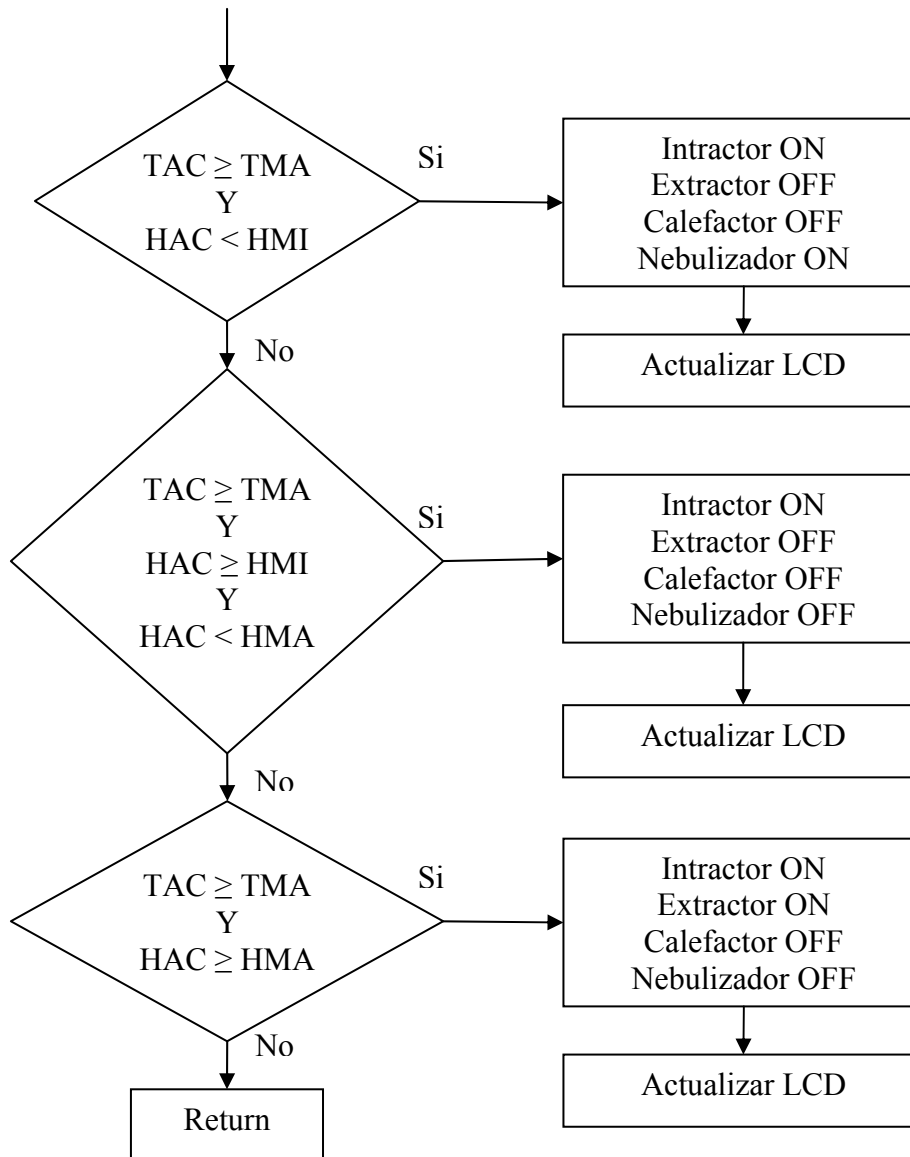 TAC ≥ TMA
Y
HAC < HMI
Si
Intractor ON
Extractor OFF
Calefactor OFF
Nebulizador ON
Actualizar LCD
No
TAC ≥ TMA
Y
HAC ≥ HMI
Y
HAC < HMA
Si
Intractor ON
Extractor OFF
Calefactor OFF
Nebulizador OFF
Actualizar LCD
No
TAC ≥ TMA
Y
HAC ≥ HMA
Si
Intractor ON
Extractor ON
Calefactor OFF
Nebulizador OFF
Actualizar LCD
No
Return